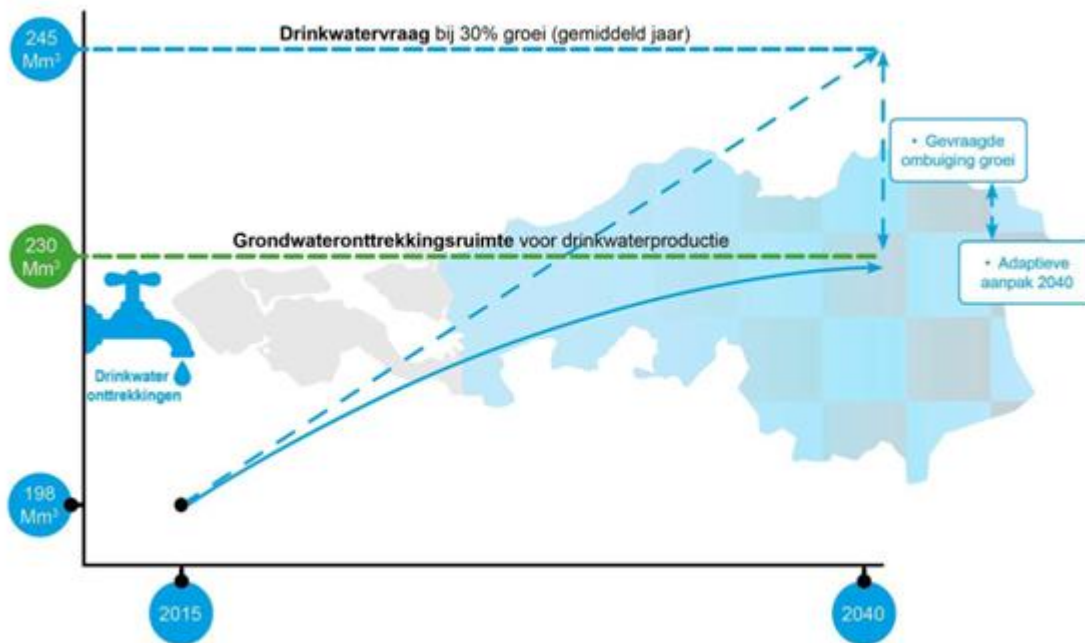 245
Mm³
Drinkwatervraag bij 30% groei (gemiddeld jaar)
• Gevraagde
ombuiging groei
230
Mm³
Grondwateronttrekkingsruimte voor drinkwaterproductie
• Adaptieve
aanpak 2040
Drinkwater
onttrekkingen
198
Mm³
2015
2040